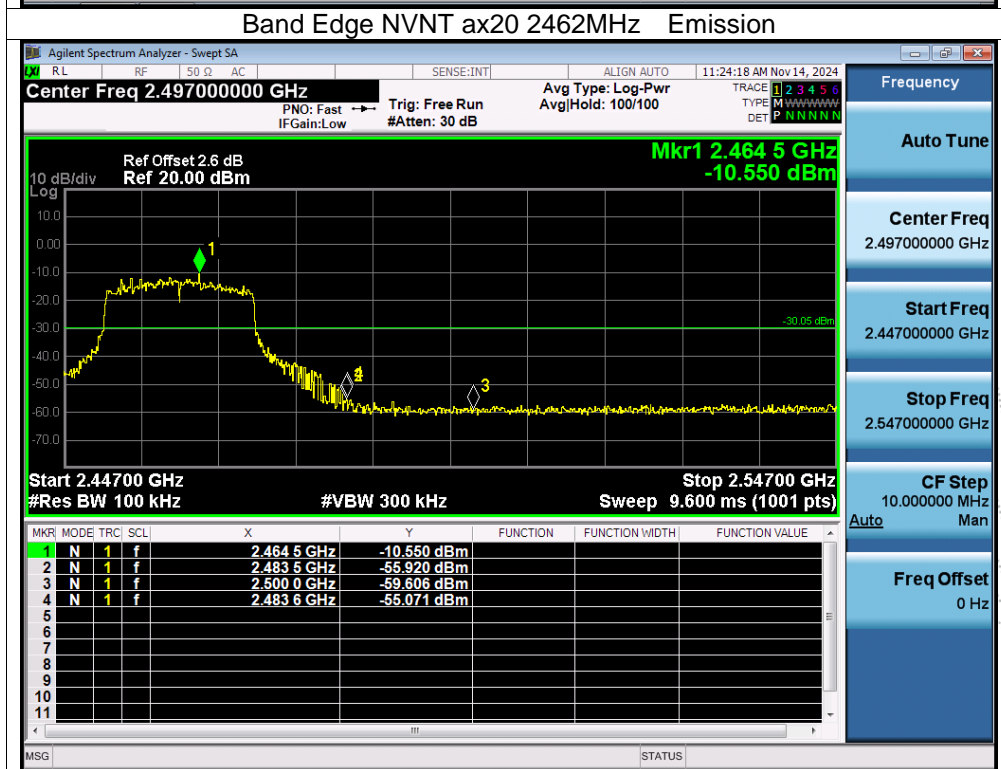 Band Edge NVNT ax20 2462MHz Emission
Agilent Spectrum Analyzer - Swept SA
LXI RL RF 50 Ω AC SENSE:INT ALIGN AUTO 11:24:18 AM Nov 14, 2024
Center Freq 2.497000000 GHz
PNO: Fast
IFGain:Low
Trig: Free Run
#Atten: 30 dB
Avg Type: Log-Pwr
Avg|Hold: 100/100
TRACE 1 2 3 4 5 6
TYPE M WWWWW
DET P N N N N N
Mkr1 2.464 5 GHz
-10.550 dBm
Ref Offset 2.6 dB
10 dB/div Ref 20.00 dBm
Log
10.0
0.00
-10.0
-20.0
-30.0
-40.0
-50.0
-60.0
-70.0
1
-30.05 dBm
3
Start 2.44700 GHz Stop 2.54700 GHz
#Res BW 100 kHz #VBW 300 kHz Sweep 9.600 ms (1001 pts)
MKR MODE TRC SCL X Y FUNCTION FUNCTION WIDTH FUNCTION VALUE
1 N 1 f 2.464 5 GHz -10.550 dBm
2 N 1 f 2.483 5 GHz -55.920 dBm
3 N 1 f 2.500 0 GHz -59.606 dBm
4 N 1 f 2.483 6 GHz -55.071 dBm
5
6
7
8
9
10
11
MSG STATUS
Frequency
Auto Tune
Center Freq
2.497000000 GHz
Start Freq
2.447000000 GHz
Stop Freq
2.547000000 GHz
CF Step
10.000000 MHz
Auto Man
Freq Offset
0 Hz